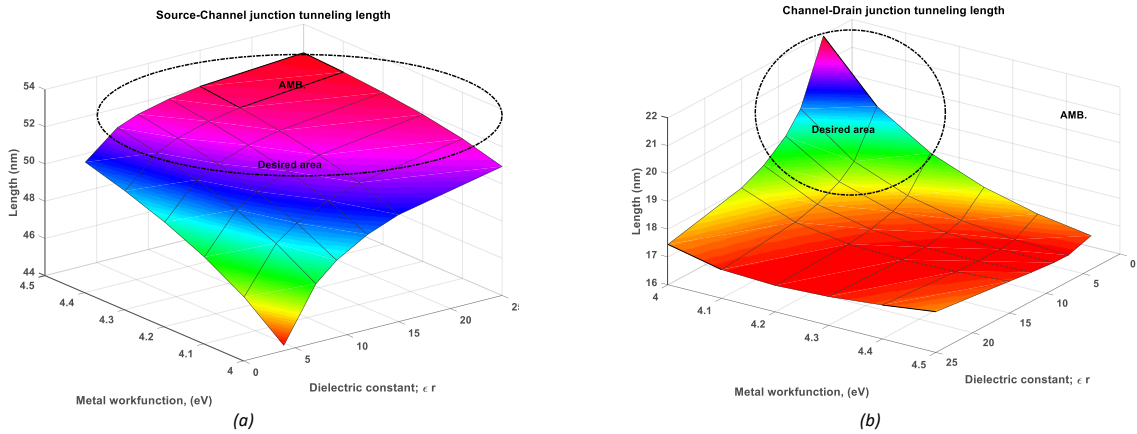 Source-Channel junction tunneling length
AMB.
Desired area
Length (nm)
54
52
50
48
46
44
4.5
4.4
4.3
4.2
4.1
4
0
5
10
15
20
Metal workfunction, (eV)
Dielectric constant; ϵ r
(a)
Channel-Drain junction tunneling length
AMB.
Desired area
Length (nm)
22
21
20
19
18
17
16
4
4.1
4.2
4.3
4.4
4.5
25
20
15
10
5
0
Metal workfunction, (eV)
Dielectric constant; ϵ r
(b)